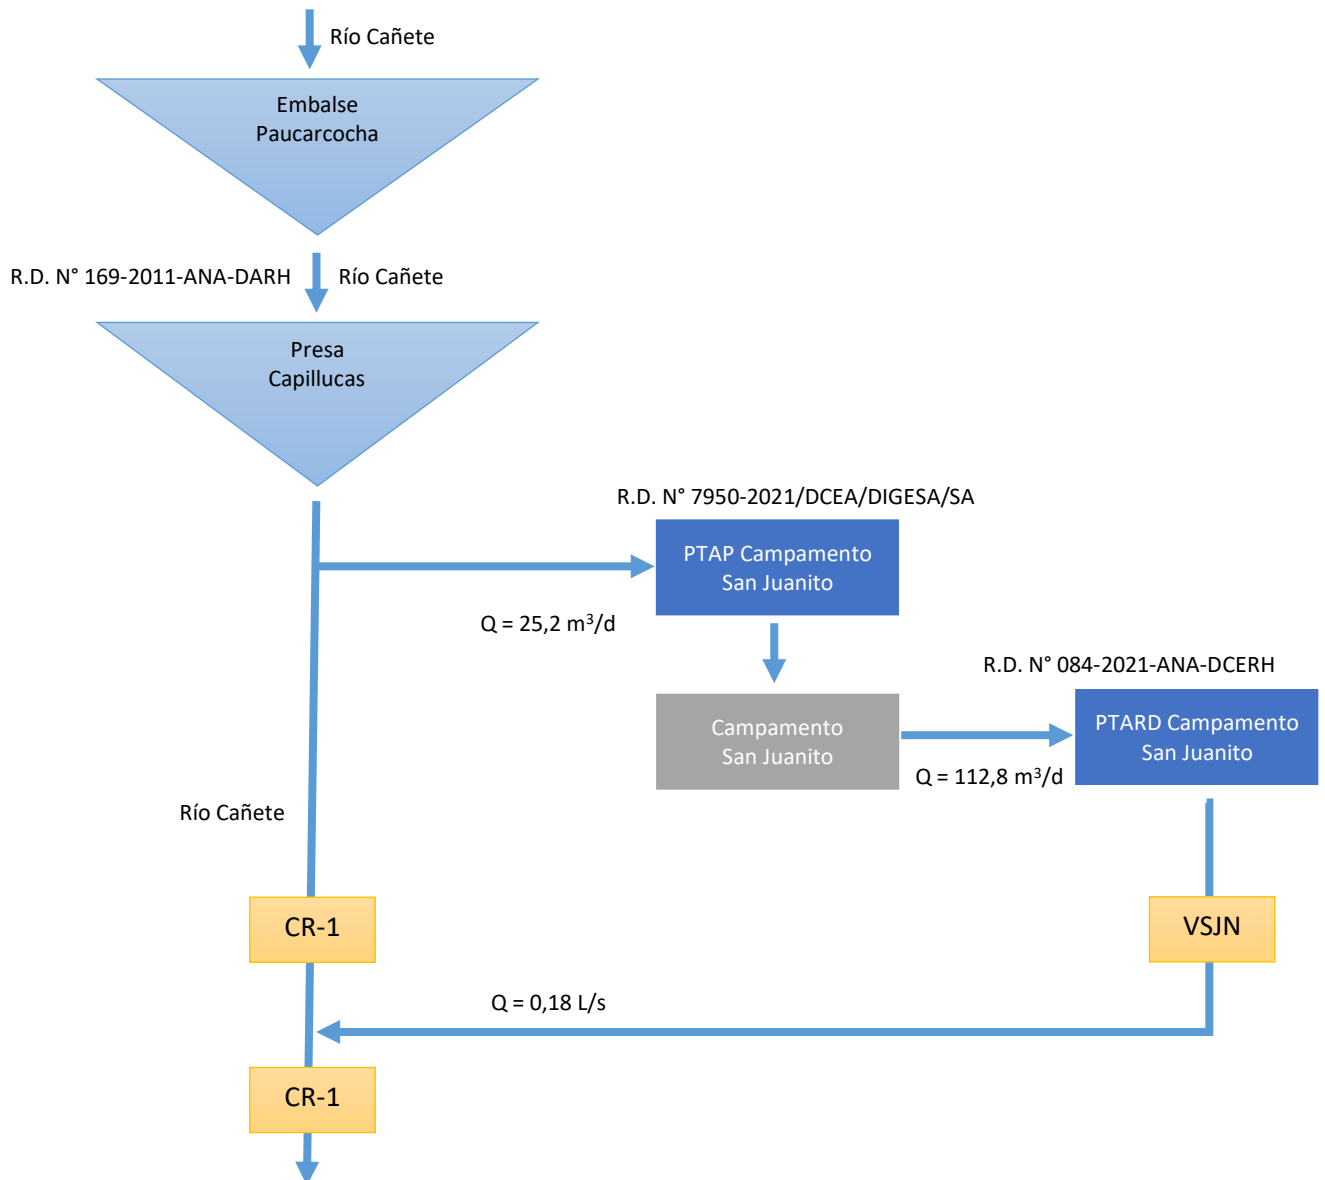 Río Cañete
Embalse
Paucarcocha
R.D. N° 169-2011-ANA-DARH
Río Cañete
Presa
Capillucas
R.D. N° 7950-2021/DCEA/DIGESA/SA
PTAP Campamento
San Juanito
Q = 25,2 m³/d
R.D. N° 084-2021-ANA-DCERH
Campamento
San Juanito
PTARD Campamento
San Juanito
Q = 112,8 m³/d
Río Cañete
CR-1
VSJN
Q = 0,18 L/s
CR-1